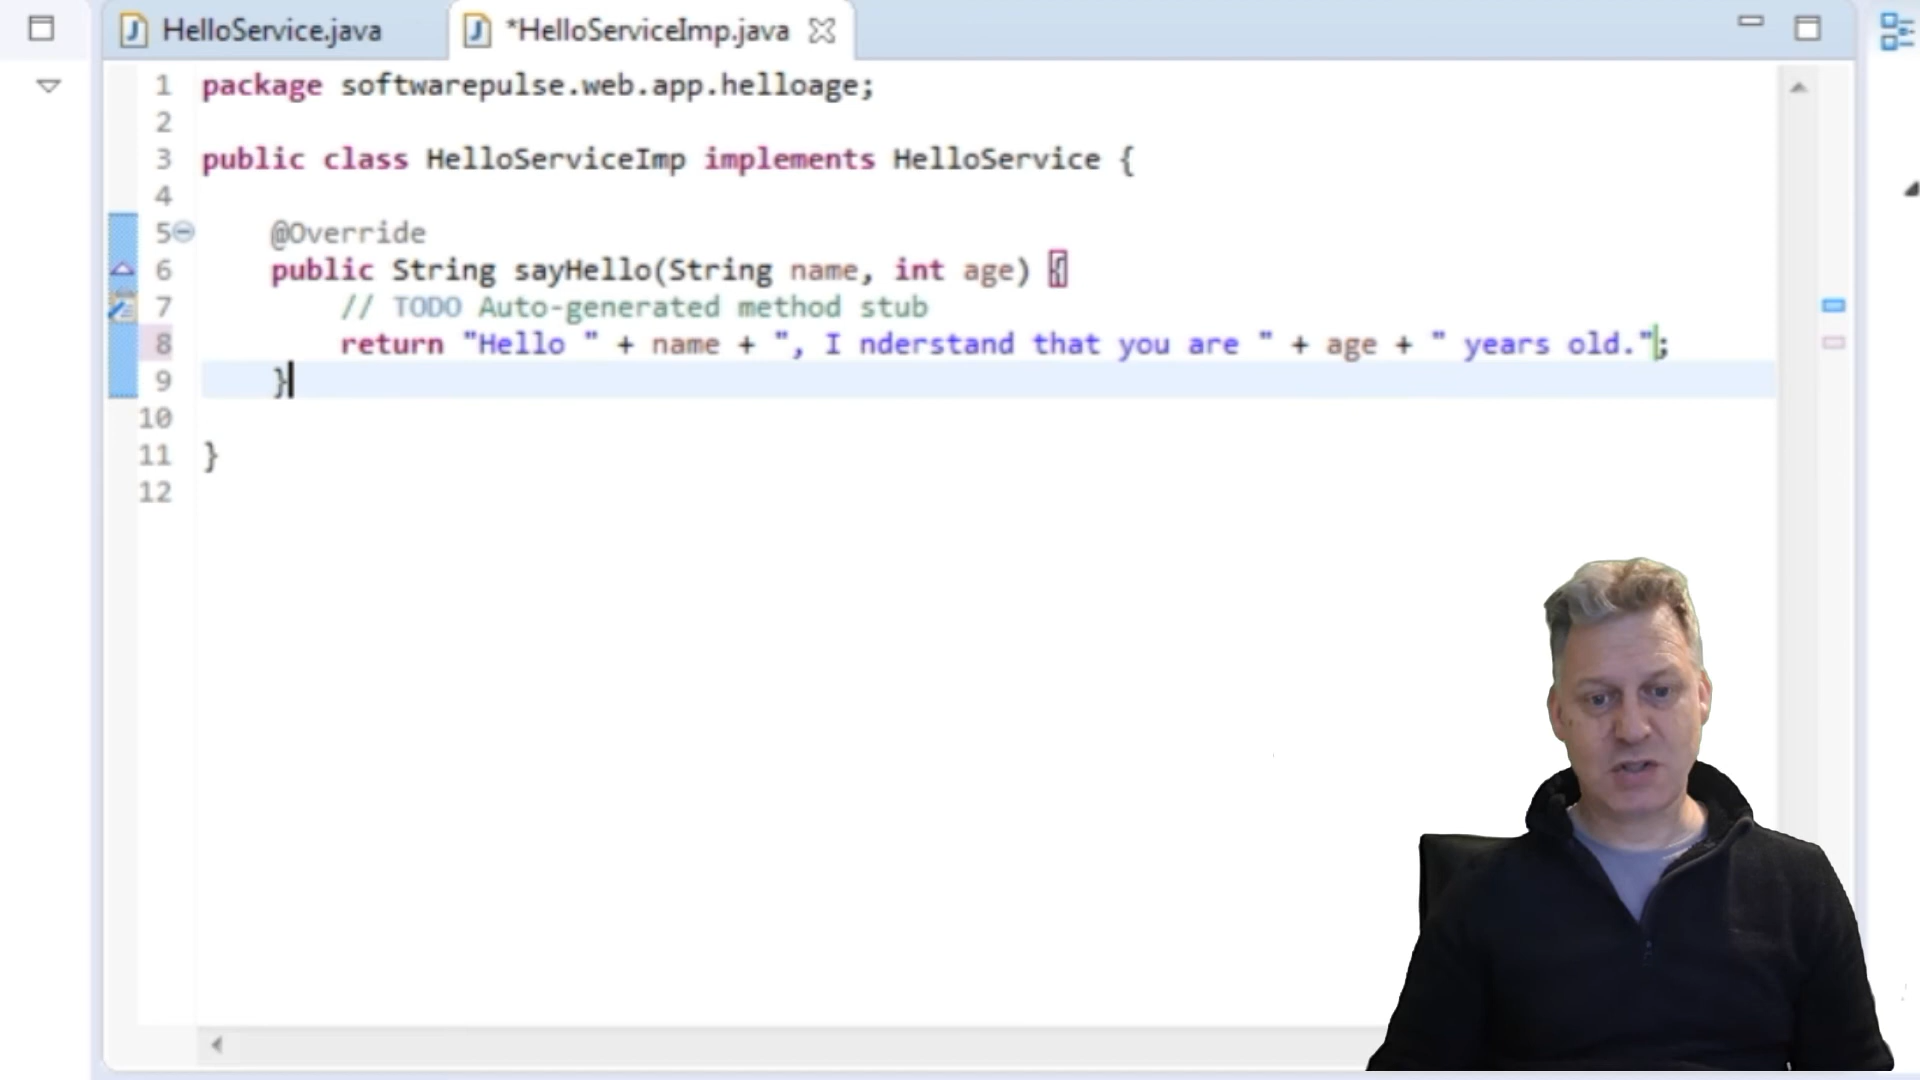 HelloService.java
*HelloServiceImp.java
1 package softwarepulse.web.app.helloage;
2
3 public class HelloServiceImp implements HelloService {
4
5 @Override
6 public String sayHello(String name, int age) {
7 // TODO Auto-generated method stub
8 return "Hello " + name + ", I nderstand that you are " + age + " years old.";
9 }
10
11 }
12